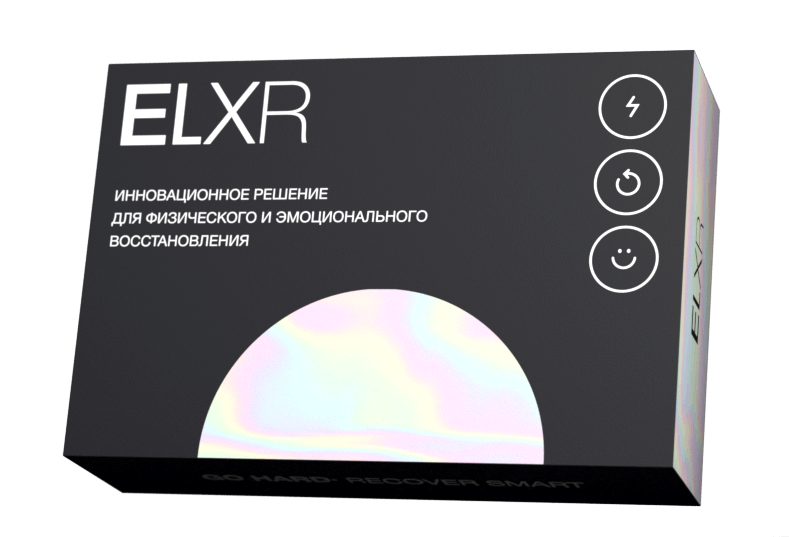 ELXR
ИННОВАЦИОННОЕ РЕШЕНИЕ
ДЛЯ ФИЗИЧЕСКОГО И ЭМОЦИОНАЛЬНОГО
ВОССТАНОВЛЕНИЯ
ELXR
GO HARD· RECOVER SMART